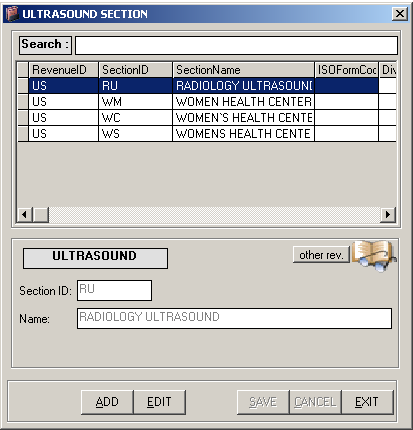 ULTRASOUND SECTION
Search :
RevenueID SectionID SectionName ISOFormCod Div
US RU RADIOLOGY ULTRASOUND
US WM WOMEN HEALTH CENTER
US WC WOMEN`S HEALTH CENTE
US WS WOMENS HEALTH CENTE
ULTRASOUND
other rev.
Section ID: RU
Name: RADIOLOGY ULTRASOUND
ADD EDIT SAVE CANCEL EXIT